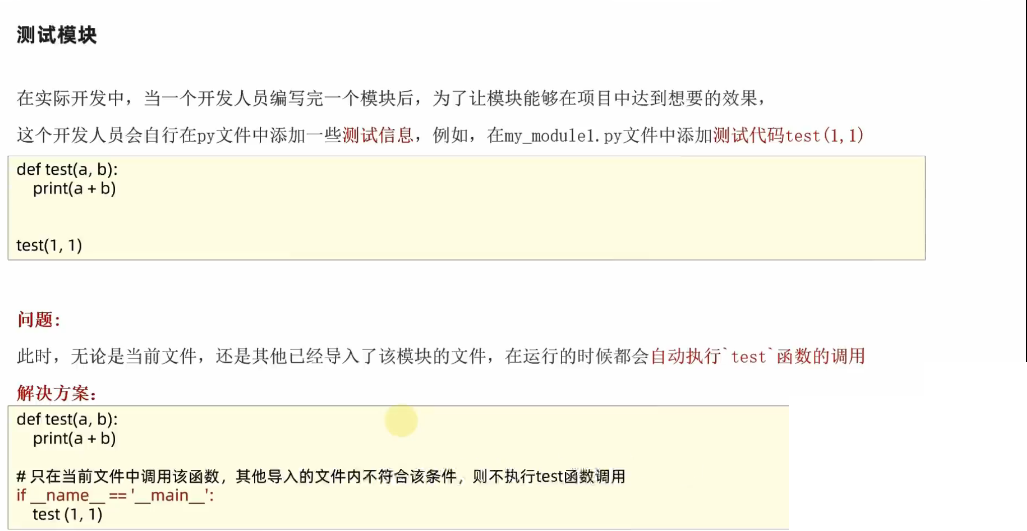 测试模块
在实际开发中，当一个开发人员编写完一个模块后，为了让模块能够在项目中达到想要的效果，
这个开发人员会自行在py文件中添加一些测试信息，例如，在my_module1.py文件中添加测试代码test(1,1)
def test(a, b):
    print(a + b)
test(1, 1)
问题：
此时，无论是当前文件，还是其他已经导入了该模块的文件，在运行的时候都会自动执行`test`函数的调用
解决方案：
def test(a, b):
    print(a + b)
# 只在当前文件中调用该函数，其他导入的文件内不符合该条件，则不执行test函数调用
if __name__ == '__main__':
    test (1, 1)